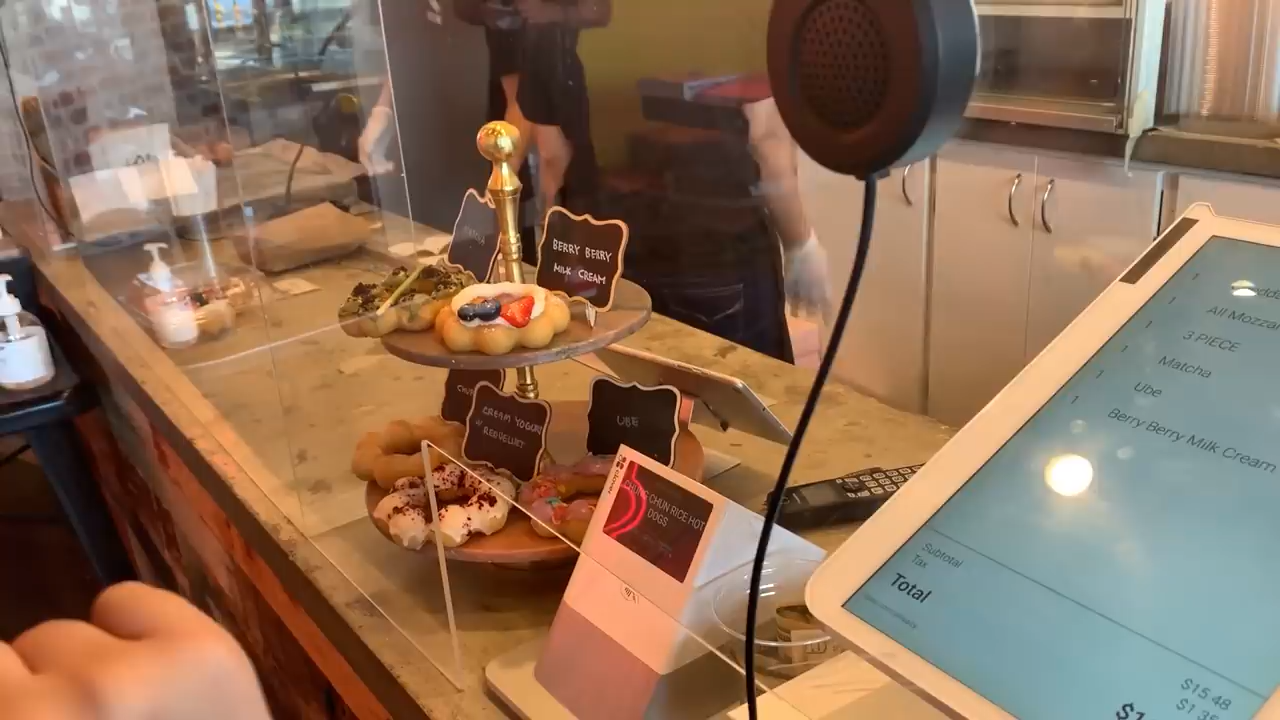 BERRY BERRY
MILK CREAM
CREAM YOGURT
W/ REDVELVET
UBE
CHUNG CHUN RICE HOT
DOGS
1
1 All Mozza
1 3 PIECE
1 Matcha
1 Ube
1 Berry Berry Milk Cream
Subtotal
Tax
Total
$15.48